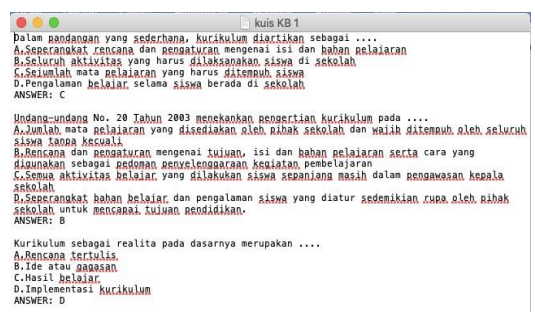 kuis KB 1
Dalam pandangan yang sederhana, kurikulum diartikan sebagai ....
A.Seperangkat rencana dan pengaturan mengenai isi dan bahan pelajaran
B.Seluruh aktivitas yang harus dilaksanakan siswa di sekolah
C.Sejumlah mata pelajaran yang harus ditempuh siswa
D.Pengalaman belajar selama siswa berada di sekolah
ANSWER: C
Undang-undang No. 20 Tahun 2003 menekankan pengertian kurikulum pada ....
A.Jumlah mata pelajaran yang disediakan oleh pihak sekolah dan wajib ditempuh oleh seluruh
siswa tanpa kecuali
B.Rencana dan pengaturan mengenai tujuan, isi dan bahan pelajaran serta cara yang
digunakan sebagai pedoman penyelenggaraan kegiatan pembelajaran
C.Semua aktivitas belajar yang dilakukan siswa sepanjang masih dalam pengawasan kepala
sekolah
D.Seperangkat bahan belajar dan pengalaman siswa yang diatur sedemikian rupa oleh pihak
sekolah untuk mencapai tujuan pendidikan.
ANSWER: B
Kurikulum sebagai realita pada dasarnya merupakan ....
A.Rencana tertulis
B.Ide atau gagasan
C.Hasil belajar
D.Implementasi kurikulum
ANSWER: D